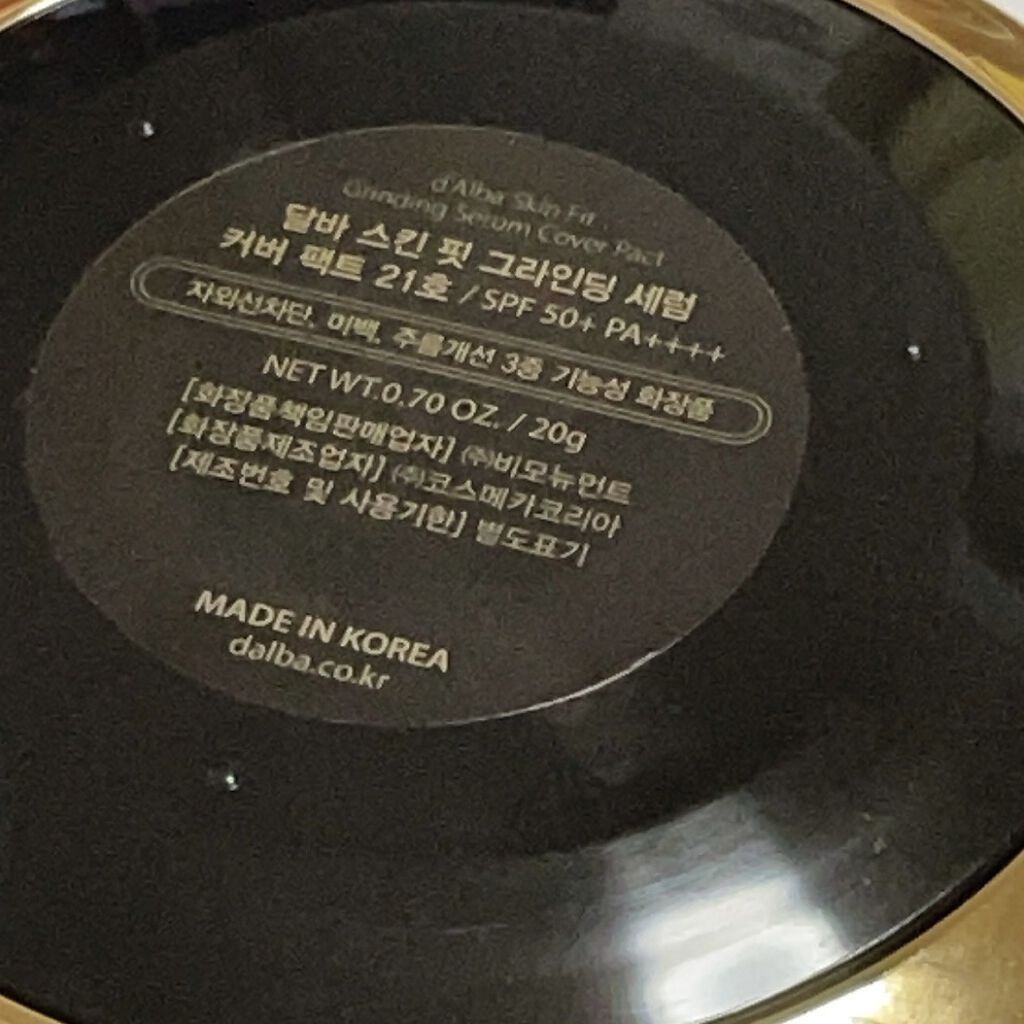 d'Alba Skin Fit
Grinding Serum Cover Pact
달바 스킨 핏 그라인딩 세럼
커버 팩트 21호 / SPF 50+ PA++++
자외선차단, 미백, 주름개선 3종 기능성 화장품
NET WT.0.70 OZ. / 20g
[화장품책임판매업자] ㈜비모뉴먼트
[화장품제조업자] ㈜코스메카코리아
[제조번호 및 사용기한] 별도표기
MADE IN KOREA
dalba.co.kr